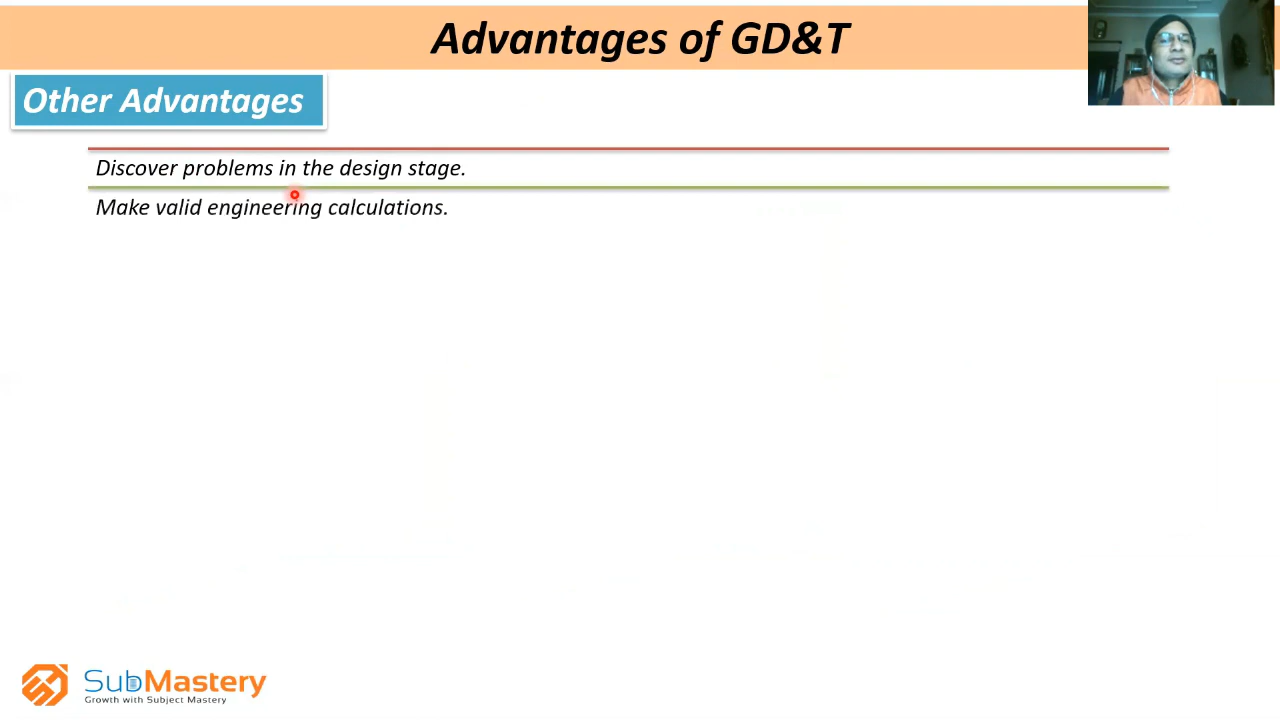 Advantages of GD&T
Other Advantages
Discover problems in the design stage.
Make valid engineering calculations.
SubMastery
Growth with Subject Mastery